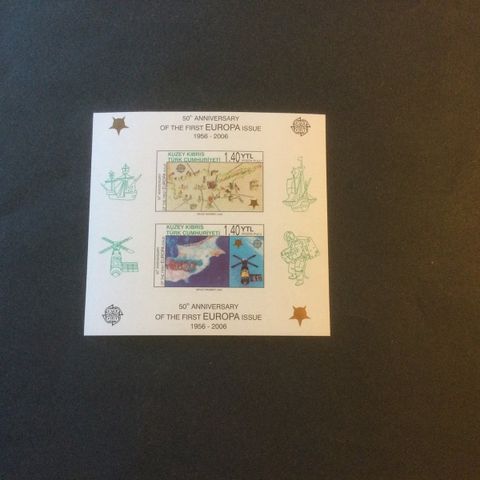 50th ANNIVERSARY
OF THE FIRST EUROPA ISSUE
1956 - 2006
KUZEY KIBRIS
TÜRK CUMHURİYETİ
1.40 YTL
KUZEY KIBRIS
TÜRK CUMHURİYETİ
1.40 YTL
50th ANNIVERSARY
OF THE FIRST EUROPA ISSUE
1956 - 2006